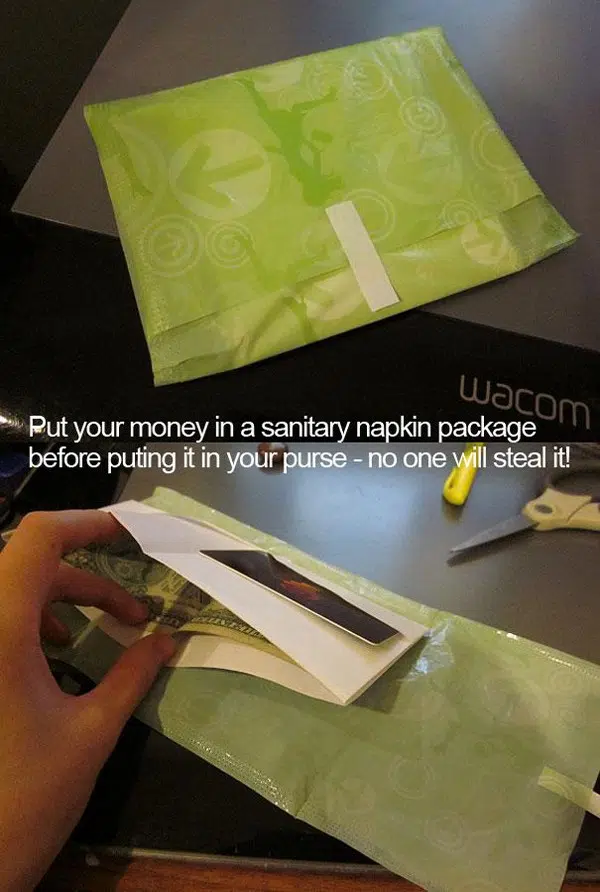 wacom
Put your money in a sanitary napkin package
before puting it in your purse - no one will steal it!